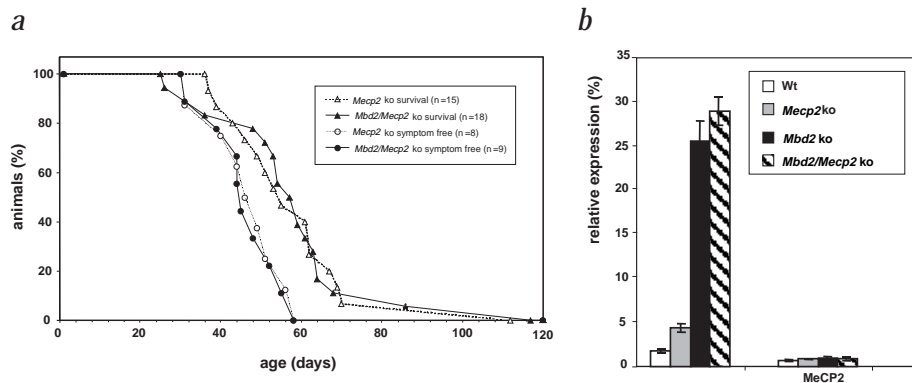 a
100
80
60
40
20
0
animals (%)
Mecp2 ko survival (n=15)
Mbd2/Mecp2 ko survival (n=18)
Mecp2 ko symptom free (n=8)
Mbd2/Mecp2 ko symptom free (n=9)
0 20 40 60 80 100 120
age (days)
b
35
30
25
20
15
10
5
0
relative expression (%)
Wt
Mecp2 ko
Mbd2 ko
Mbd2/Mecp2 ko
MeCP2